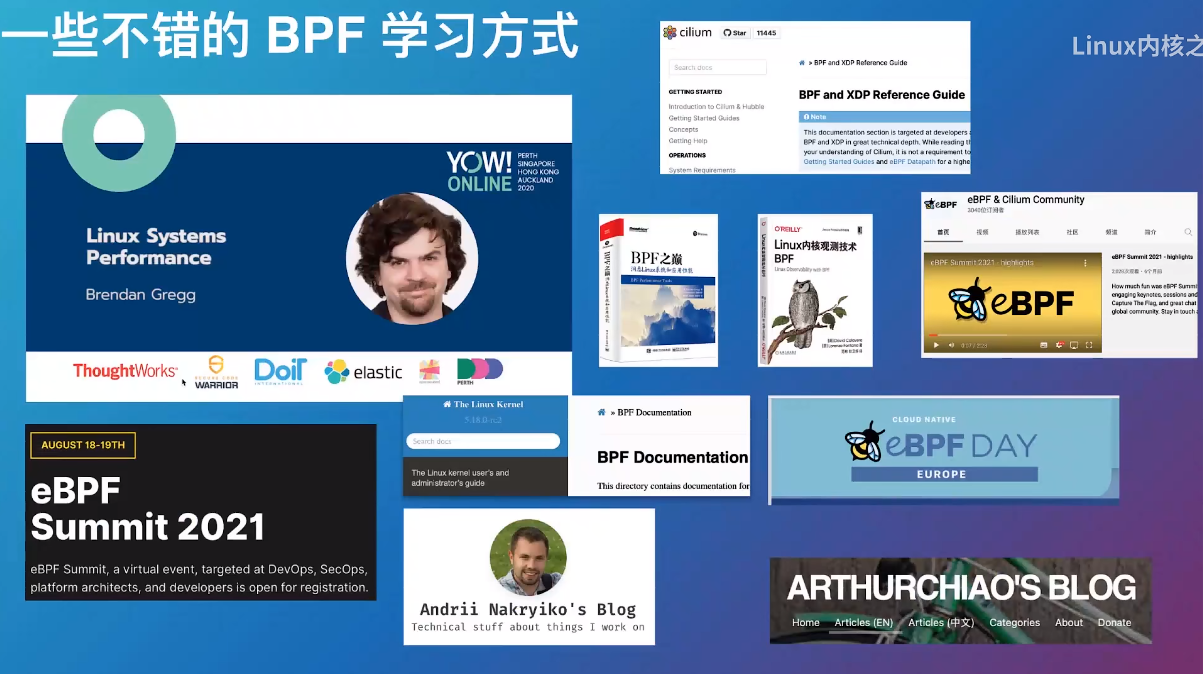 一些不错的 BPF 学习方式
Linux内核之
YOW!
ONLINE
PERTH
SINGAPORE
HONG KONG
AUCKLAND
2020
Linux Systems
Performance
Brendan Gregg
ThoughtWorks
WARRIOR
DoiT
INTERNATIONAL
elastic
PERTH
cilium
Star
11445
Search docs
» BPF and XDP Reference Guide
GETTING STARTED
Introduction to Cilium & Hubble
Getting Started Guides
Concepts
Getting Help
OPERATIONS
System Requirements
BPF and XDP Reference Guide
Note
This documentation section is targeted at developers
BPF and XDP in great technical depth. While reading th
your understanding of Cilium, it is not a requirement to
Getting Started Guides and eBPF Datapath for a highe
BPF之巅
洞悉Linux系统和应用性能
BPF Performance Tools
O'REILLY
Linux内核观测技术
BPF
Linux Observability with BPF
eBPF
eBPF & Cilium Community
3040位订阅者
首页
视频
播放列表
社区
频道
简介
eBPF Summit 2021 - highlights
eBPF
eBPF Summit 2021 - highlights
How much fun was eBPF Summi
engaging keynotes, sessions and
Capture The Flag, and great chat
global community. Stay in touch
AUGUST 18-19TH
eBPF
Summit 2021
eBPF Summit, a virtual event, targeted at DevOps, SecOps,
platform architects, and developers is open for registration.
The Linux Kernel
Search docs
The Linux kernel user's and
administrator's guide
» BPF Documentation
BPF Documentation
This directory contains documentation for
Andrii Nakryiko's Blog
Technical stuff about things I work on
CLOUD NATIVE
eBPF DAY
EUROPE
ARTHURCHIAO'S BLOG
Home
Articles (EN)
Articles (中文)
Categories
About
Donate